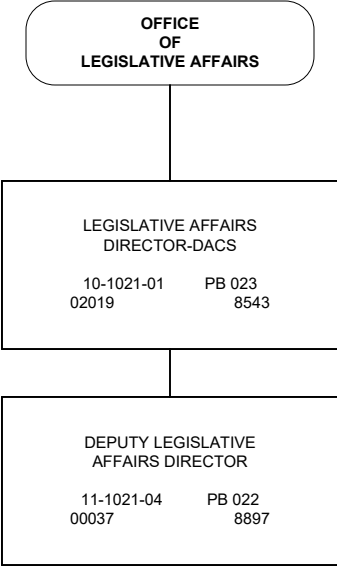 OFFICE
OF
LEGISLATIVE AFFAIRS
LEGISLATIVE AFFAIRS
DIRECTOR-DACS
10-1021-01 PB 023
02019 8543
DEPUTY LEGISLATIVE
AFFAIRS DIRECTOR
11-1021-04 PB 022
00037 8897